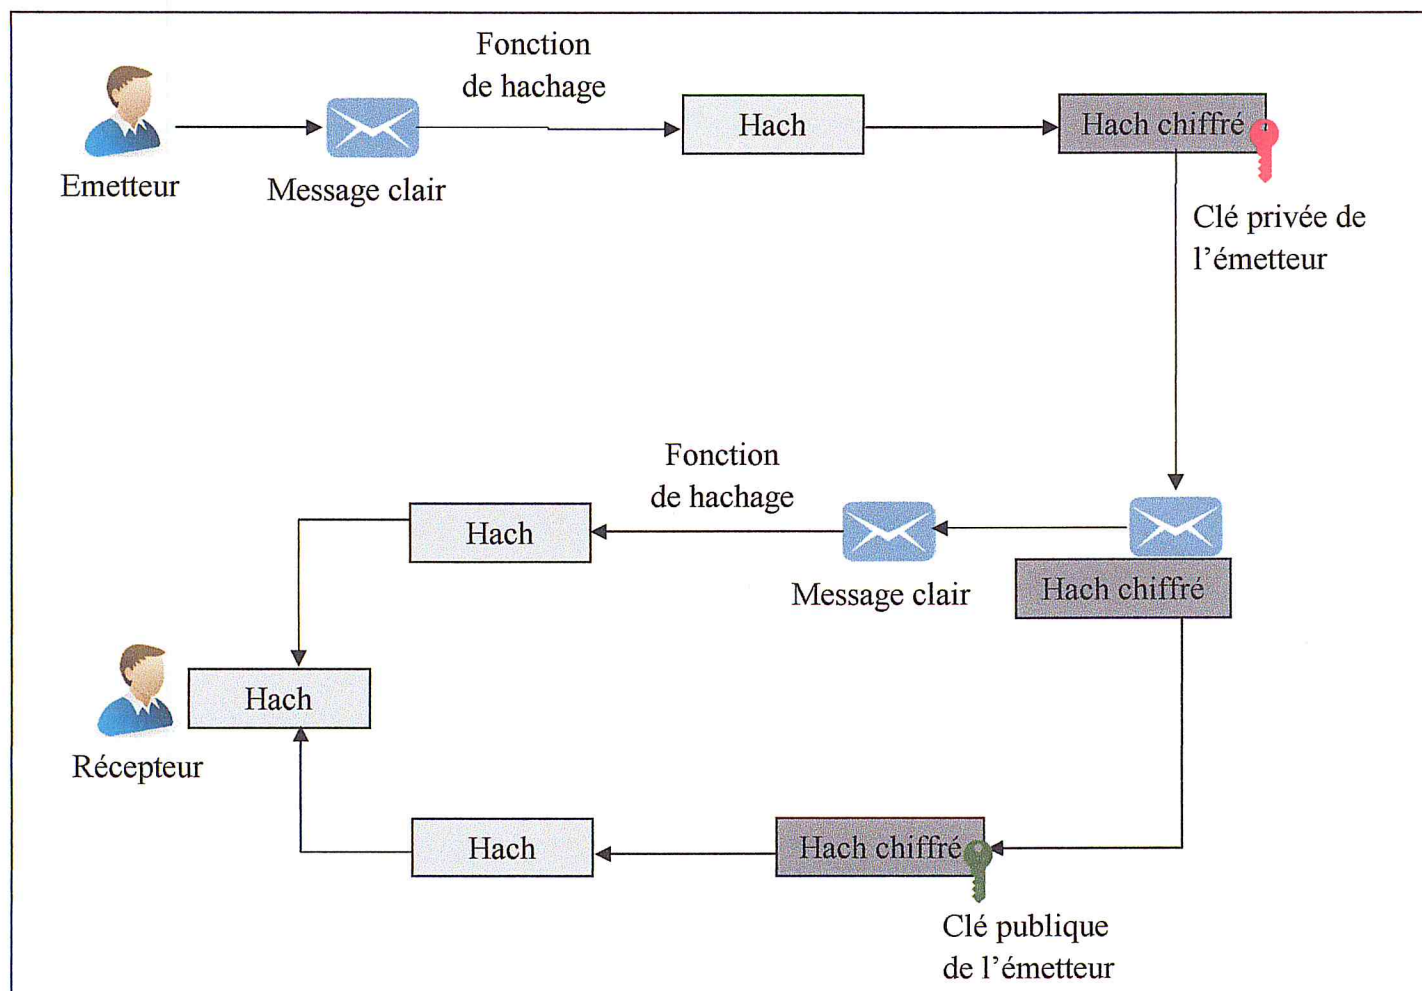 Fonction
de hachage
Hach
Hach chiffré
Emetteur
Message clair
Clé privée de
l’émetteur
Fonction
de hachage
Hach
Message clair
Hach chiffré
Hach
Récepteur
Hach
Hach chiffré
Clé publique
de l’émetteur